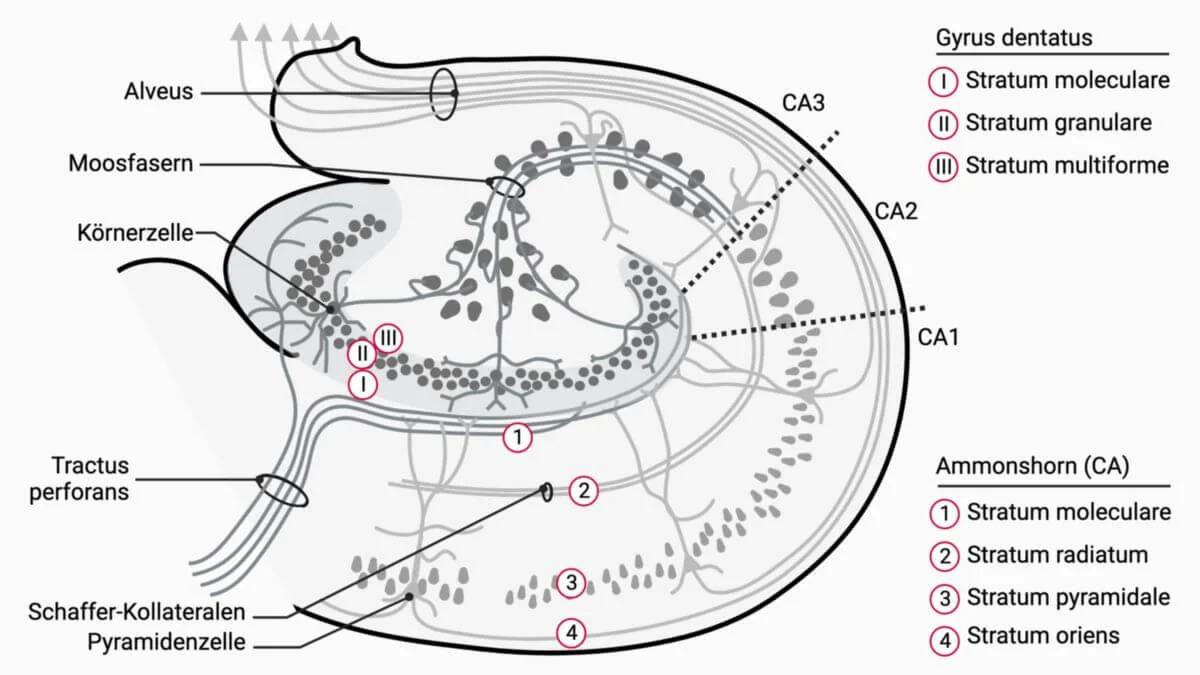 Alveus
Moosfasern
Körnerzelle
Tractus
perforans
Schaffer-Kollateralen
Pyramidenzelle
CA3
CA2
CA1
III
II
I
1
2
3
4
Gyrus dentatus
I Stratum moleculare
II Stratum granulare
III Stratum multiforme
Ammonshorn (CA)
1 Stratum moleculare
2 Stratum radiatum
3 Stratum pyramidale
4 Stratum oriens